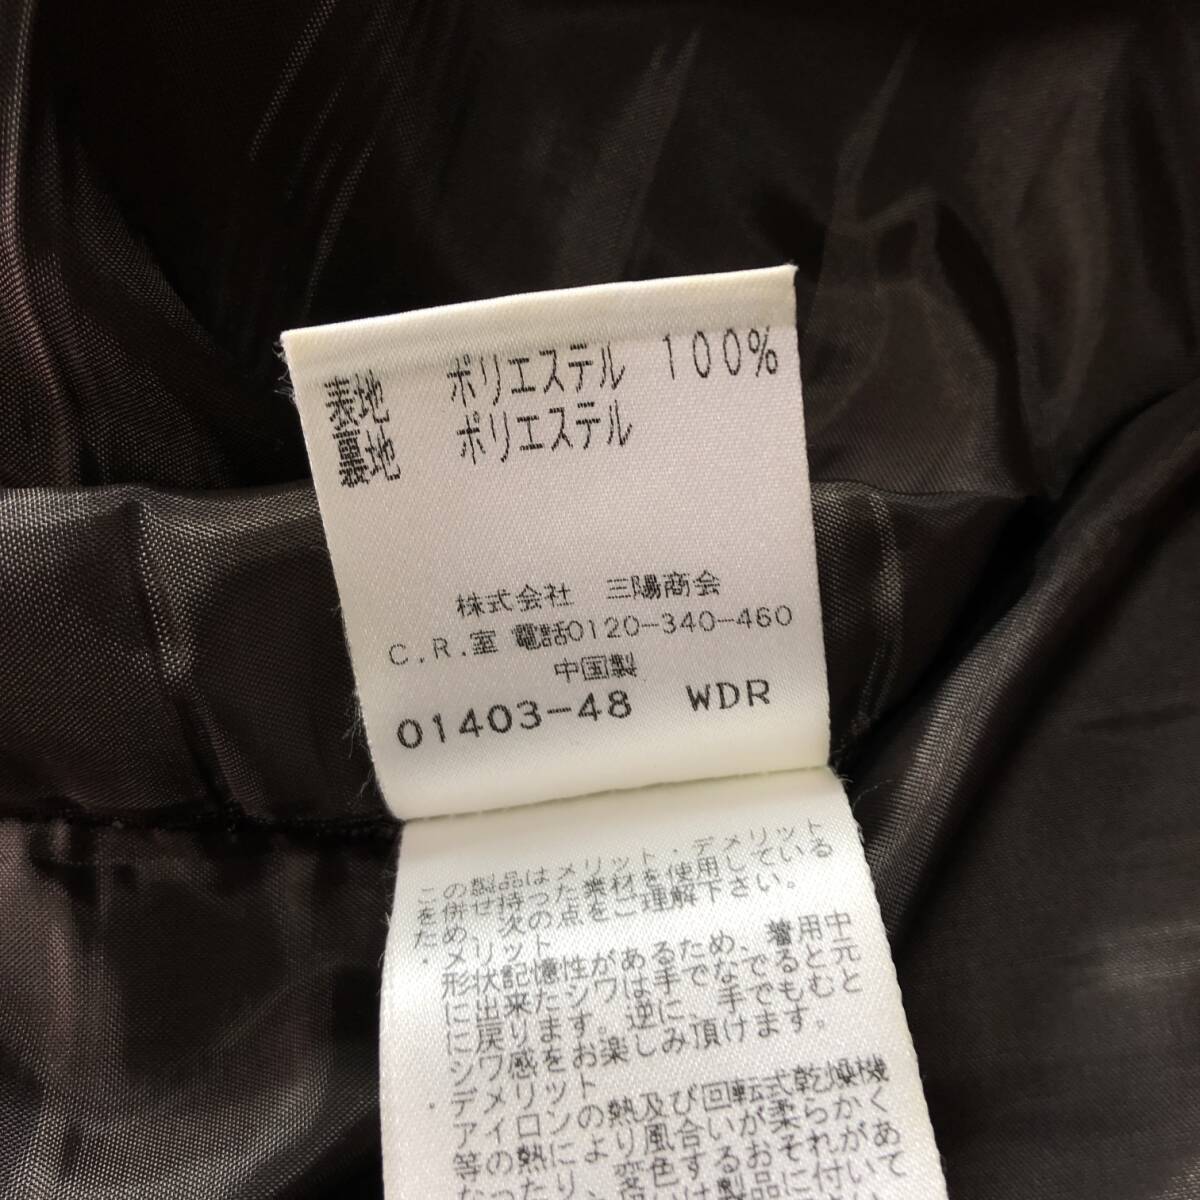 表地 ポリエステル 100%
裏地 ポリエステル
株式会社 三陽商会
C.R.室 電話0120-340-460
中国製
01403-48 WDR
この製品はメリット・デメリット
を併せ持った素材を使用している
ため、次の点をご理解下さい。
・メリット
形状記憶性があるため、着用中
に出来たシワは手でなでると元
に戻ります。逆に、手でもむと
シワ感をお楽しみ頂けます。
・デメリット
アイロンの熱及び回転式乾燥機
等の熱により風合いが柔らかく